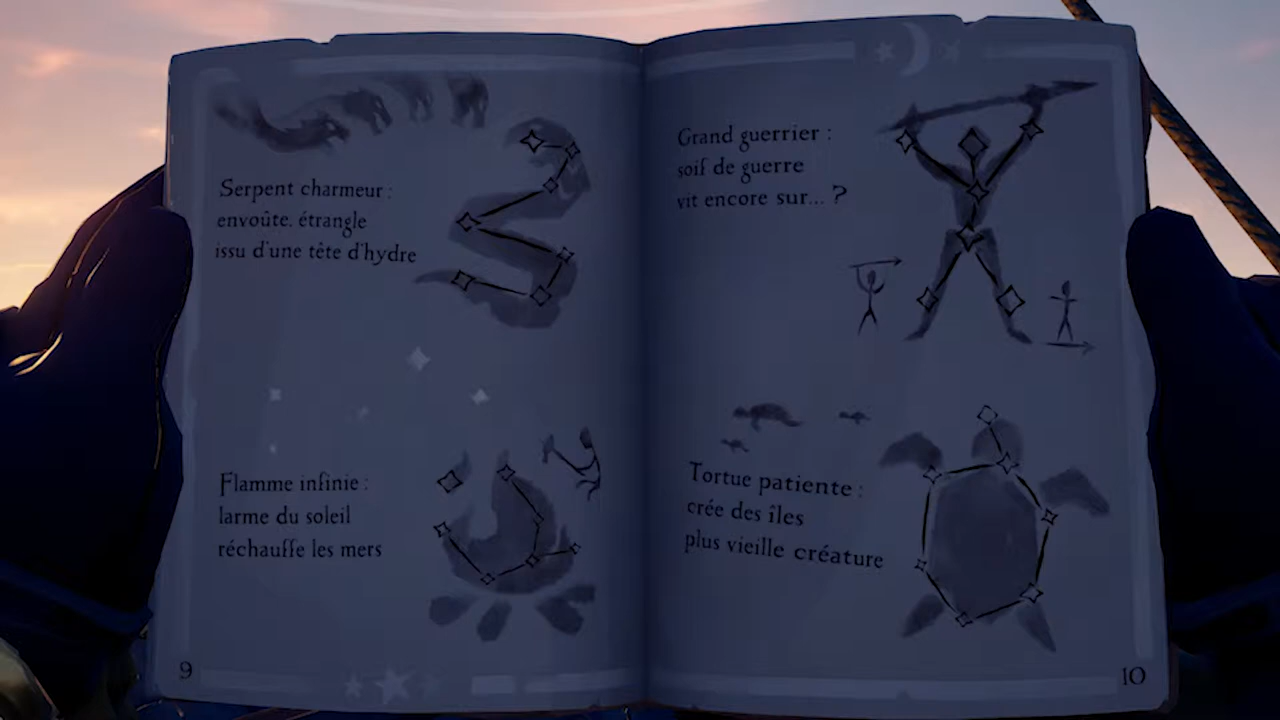 Serpent charmeur :
envoûte, étrangle
issu d'une tête d'hydre
Flamme infinie :
larme du soleil
réchauffe les mers
9
Grand guerrier :
soif de guerre
vit encore sur... ?
Tortue patiente :
crée des îles
plus vieille créature
10